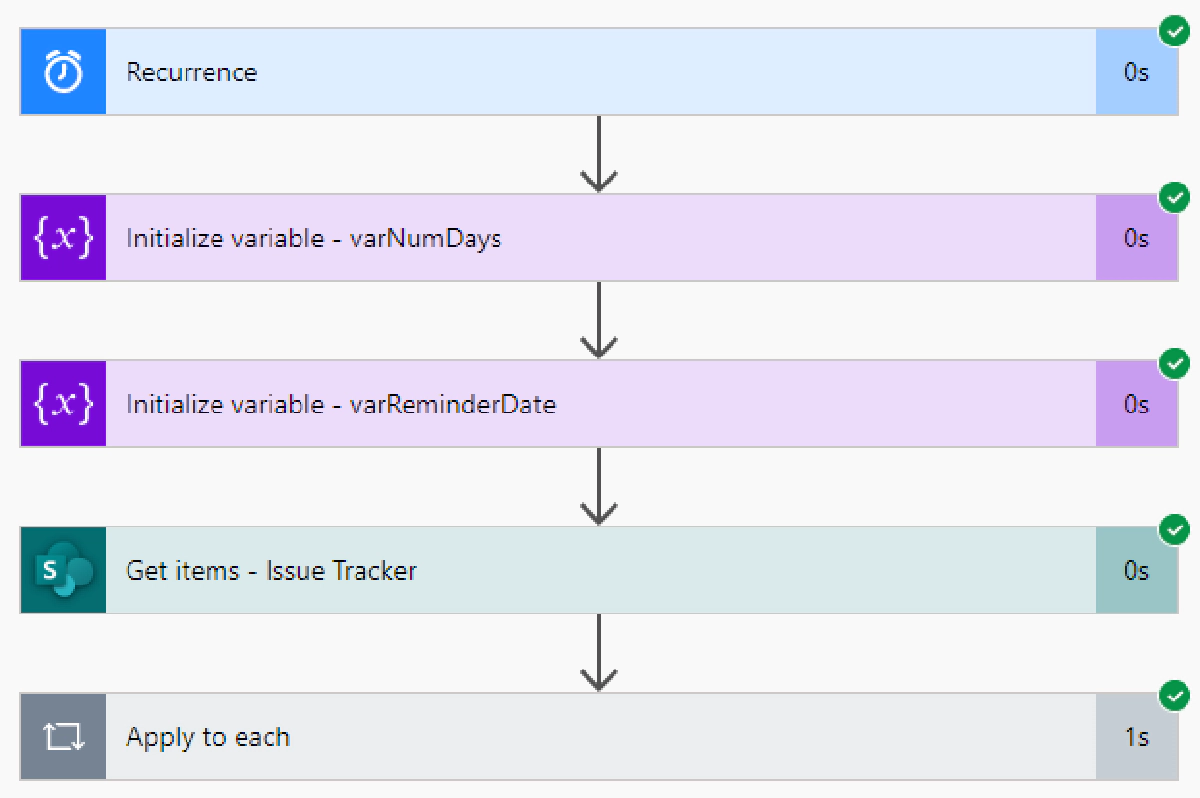 Recurrence
0s
{x}
Initialize variable - varNumDays
0s
{x}
Initialize variable - varReminderDate
0s
S
Get items - Issue Tracker
0s
Apply to each
1s